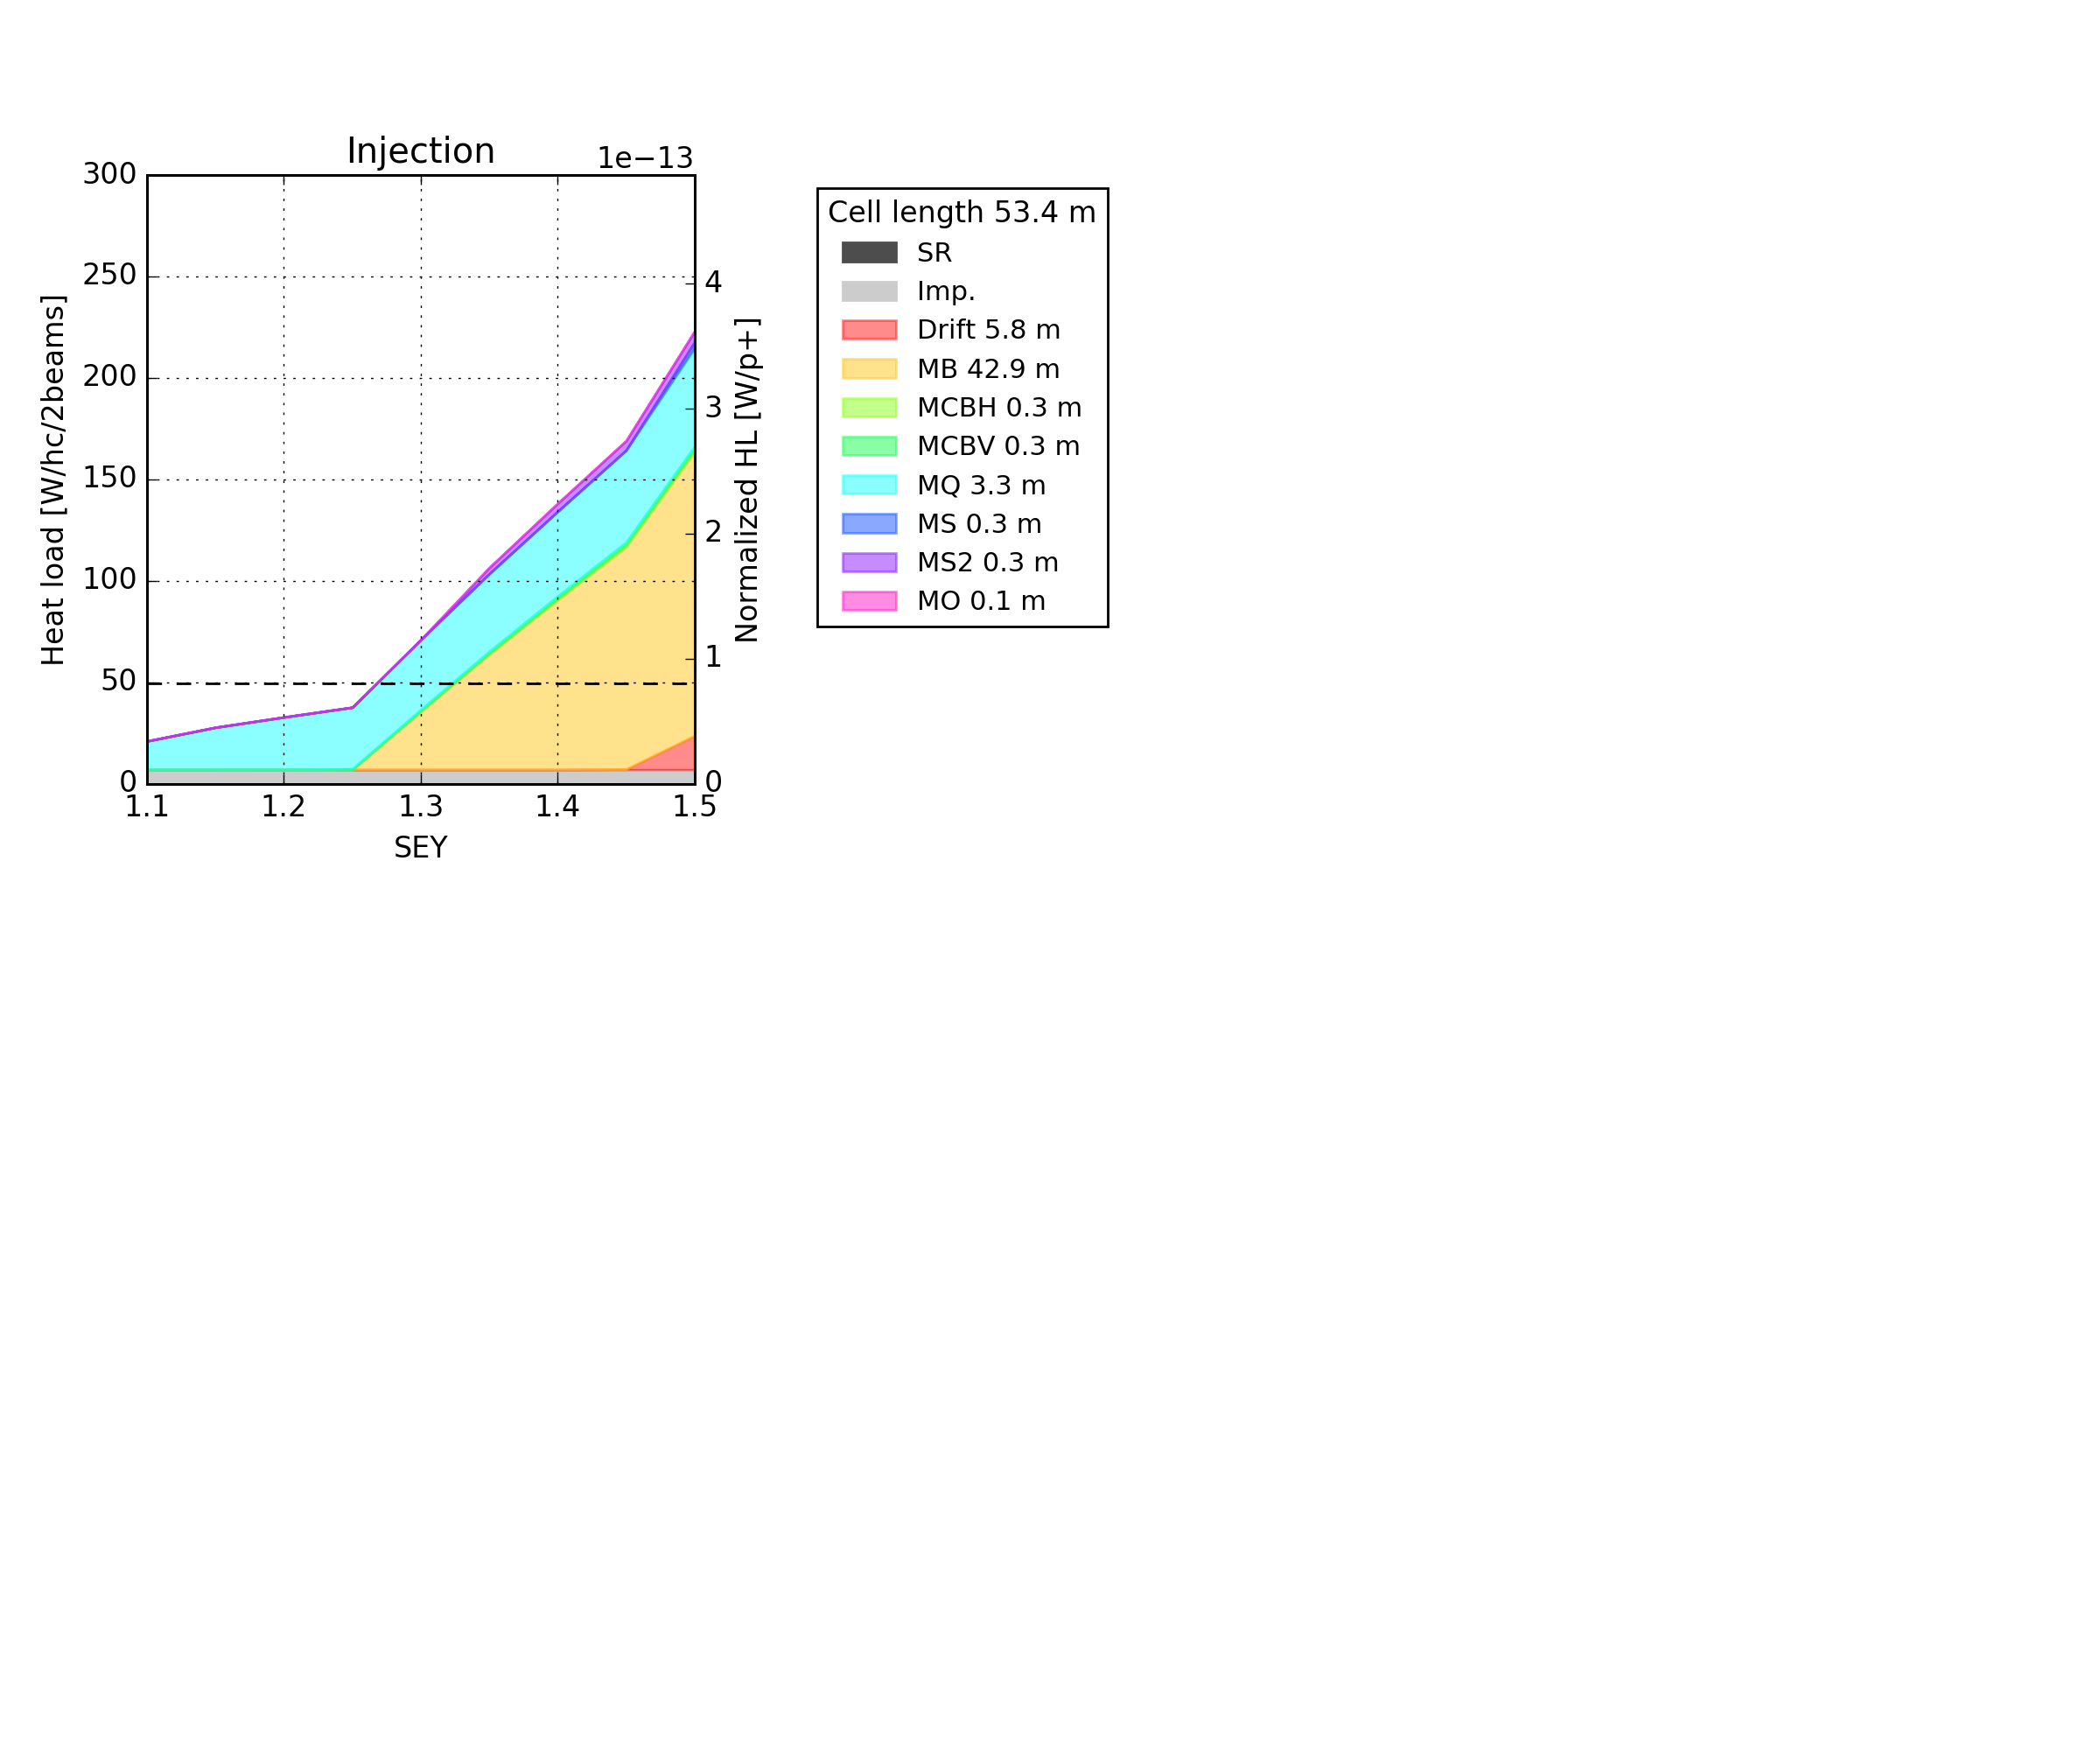 Injection
1e−13
300
250
200
150
100
50
0
Heat load [W/hc/2beams]
4
3
2
1
0
Normalized HL [W/p+]
1.1 1.2 1.3 1.4 1.5
SEY
Cell length 53.4 m
SR
Imp.
Drift 5.8 m
MB 42.9 m
MCBH 0.3 m
MCBV 0.3 m
MQ 3.3 m
MS 0.3 m
MS2 0.3 m
MO 0.1 m